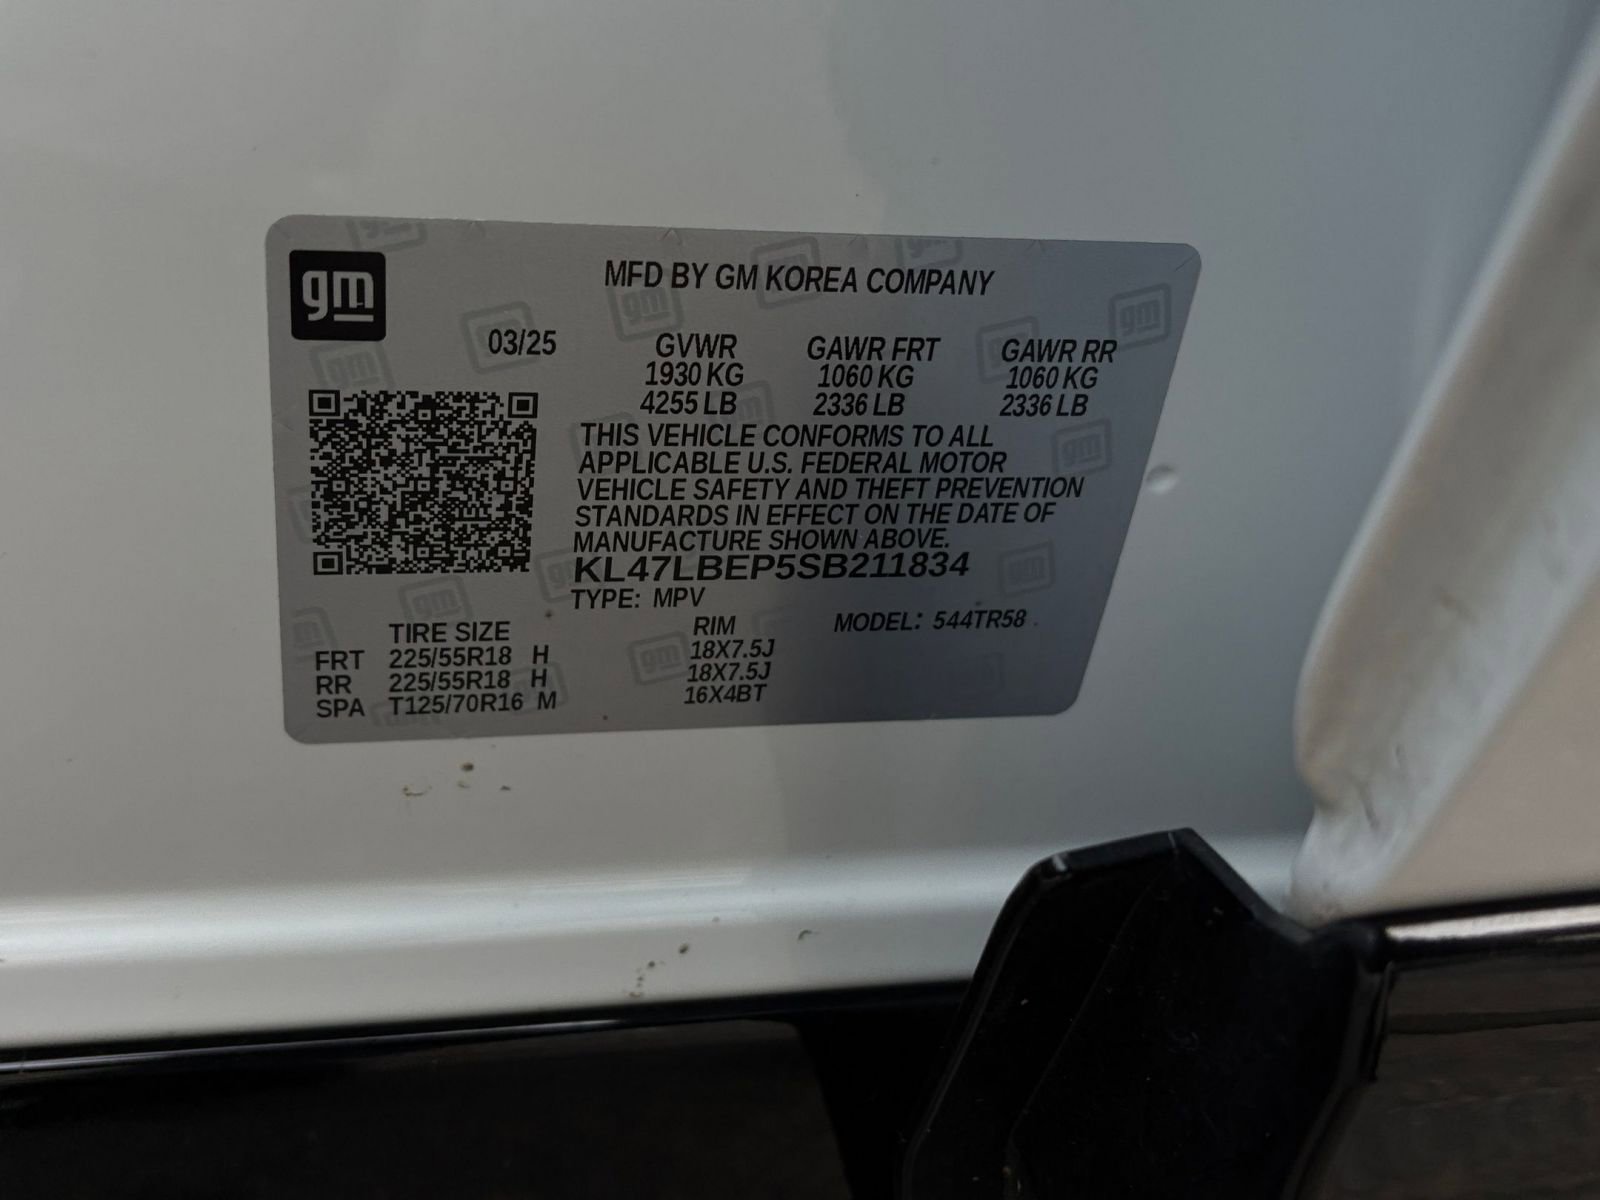 gm
MFD BY GM KOREA COMPANY
03/25
GVWR GAWR FRT GAWR RR
1930 KG 1060 KG 1060 KG
4255 LB 2336 LB 2336 LB
THIS VEHICLE CONFORMS TO ALL
APPLICABLE U.S. FEDERAL MOTOR
VEHICLE SAFETY AND THEFT PREVENTION
STANDARDS IN EFFECT ON THE DATE OF
MANUFACTURE SHOWN ABOVE.
KL47LBEP5SB211834
TYPE: MPV
MODEL: 544TR58
TIRE SIZE RIM
FRT 225/55R18 H 18X7.5J
RR 225/55R18 H 18X7.5J
SPA T125/70R16 M 16X4BT